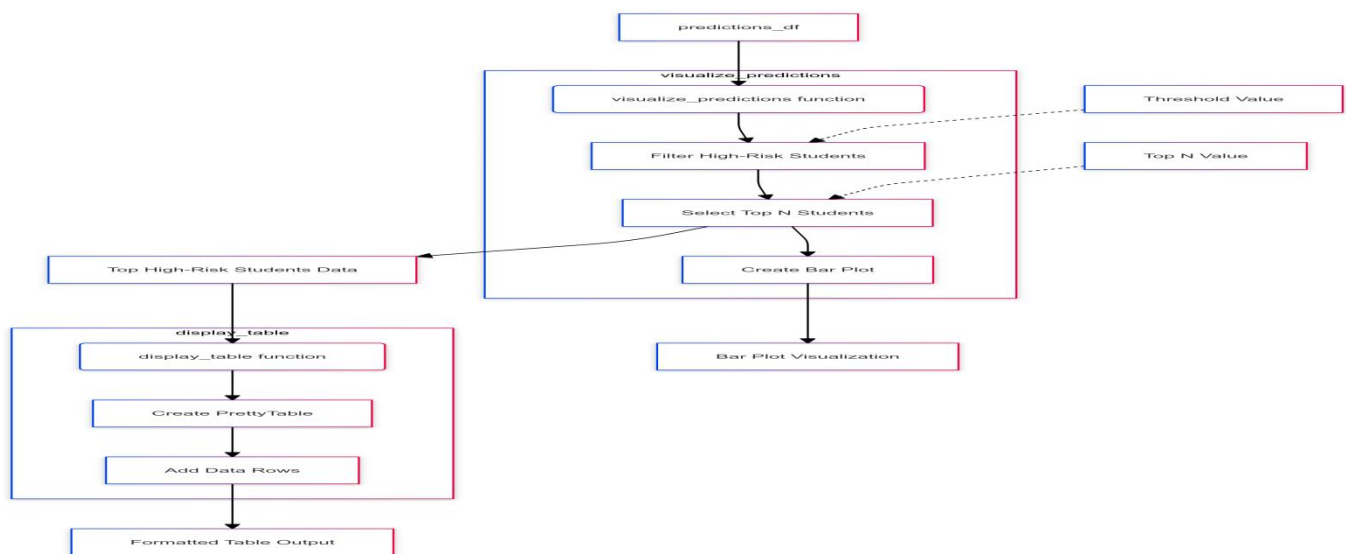 predictions_df
visualize_predictions
visualize_predictions function
Threshold Value
Filter High-Risk Students
Top N Value
Select Top N Students
Top High-Risk Students Data
Create Bar Plot
display_table
display_table function
Bar Plot Visualization
Create PrettyTable
Add Data Rows
Formatted Table Output